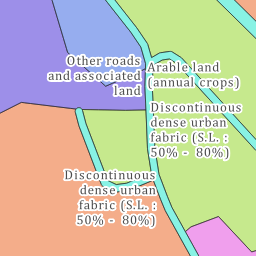 Other roads
and associated
land
Arable land
(annual crops)
Discontinuous
dense urban
fabric (S.L. :
50% - 80%)
Discontinuous
dense urban
fabric (S.L. :
50% - 80%)